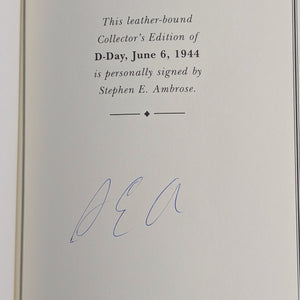 This leather-bound
Collector's Edition of
D-Day, June 6, 1944
is personally signed by
Stephen E. Ambrose.
S E A